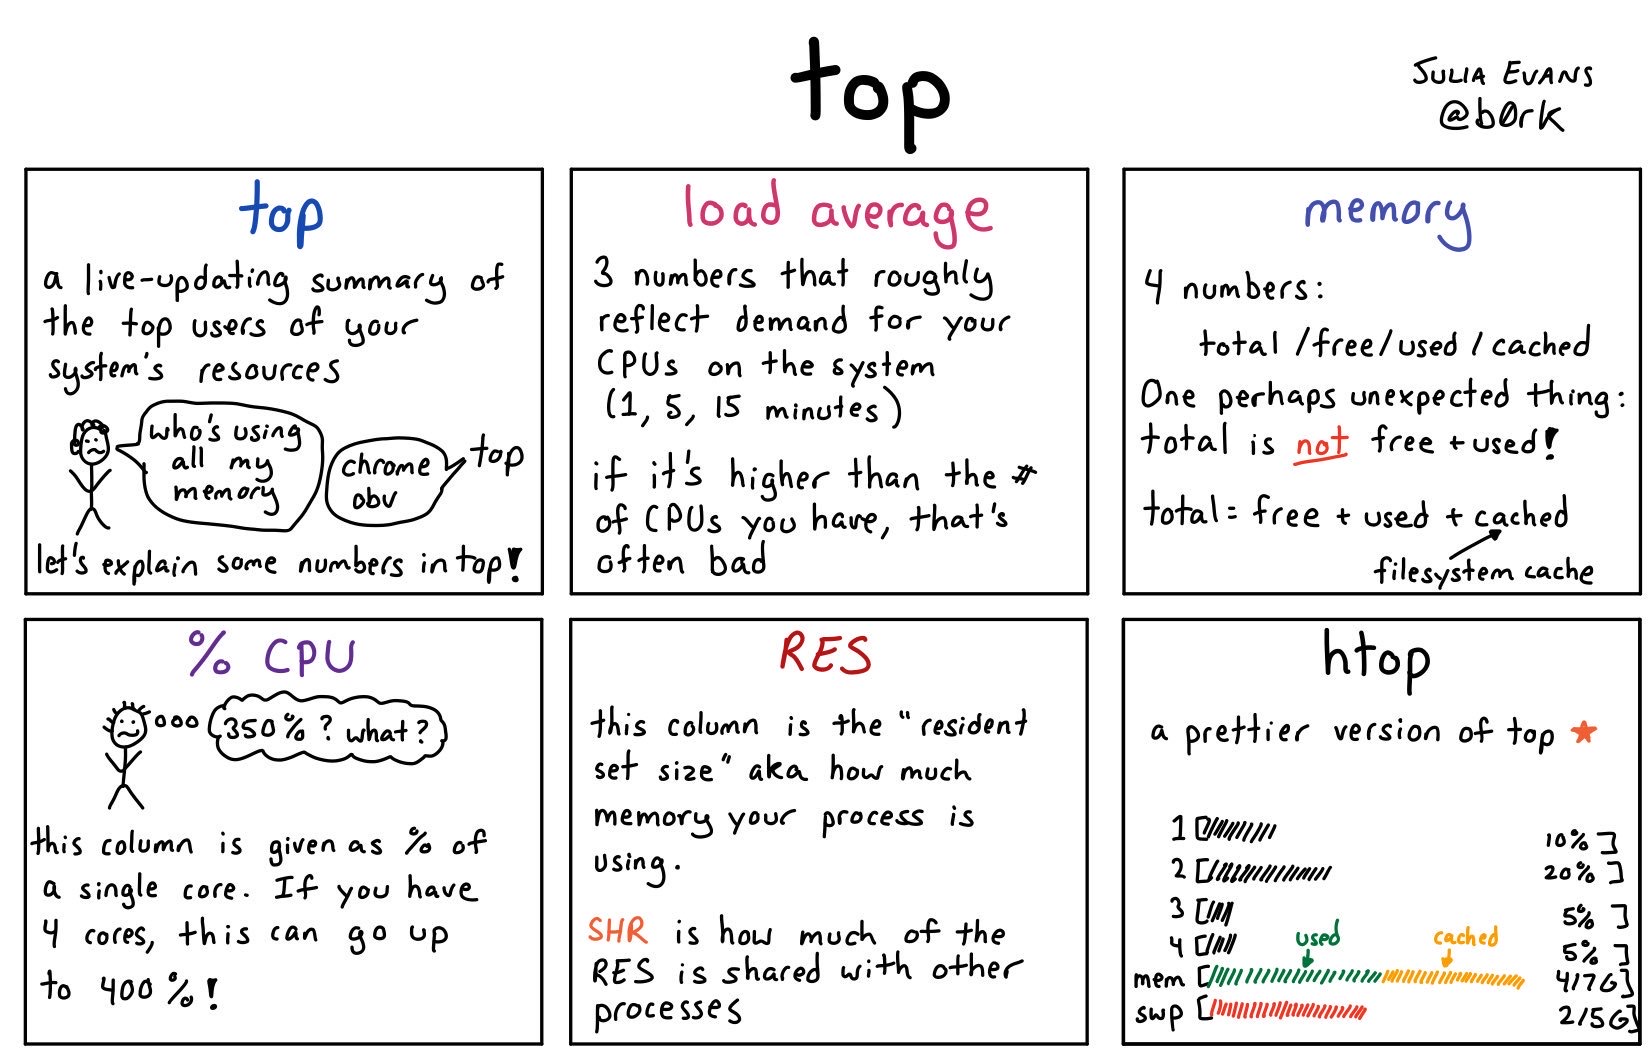 top
JULIA EVANS
@b0rk
top
a live-updating summary of
the top users of your
system's resources
who's using
all my
memory
chrome
obv
top
let's explain some numbers in top!
load average
3 numbers that roughly
reflect demand for your
CPUs on the system
(1, 5, 15 minutes)
if it's higher than the #
of CPUs you have, that's
often bad
memory
4 numbers:
total /free/used / cached
One perhaps unexpected thing:
total is not free + used!
total = free + used + cached
filesystem cache
% CPU
350%? what?
this column is given as % of
a single core. If you have
4 cores, this can go up
to 400%!
RES
this column is the "resident
set size" aka how much
memory your process is
using.
SHR is how much of the
RES is shared with other
processes
htop
a prettier version of top ★
1 [ 10% ]
2 [ 20% ]
3 [ 5% ]
used cached
4 [ 5% ]
mem [ 4/7G ]
swp [ 2/5G ]